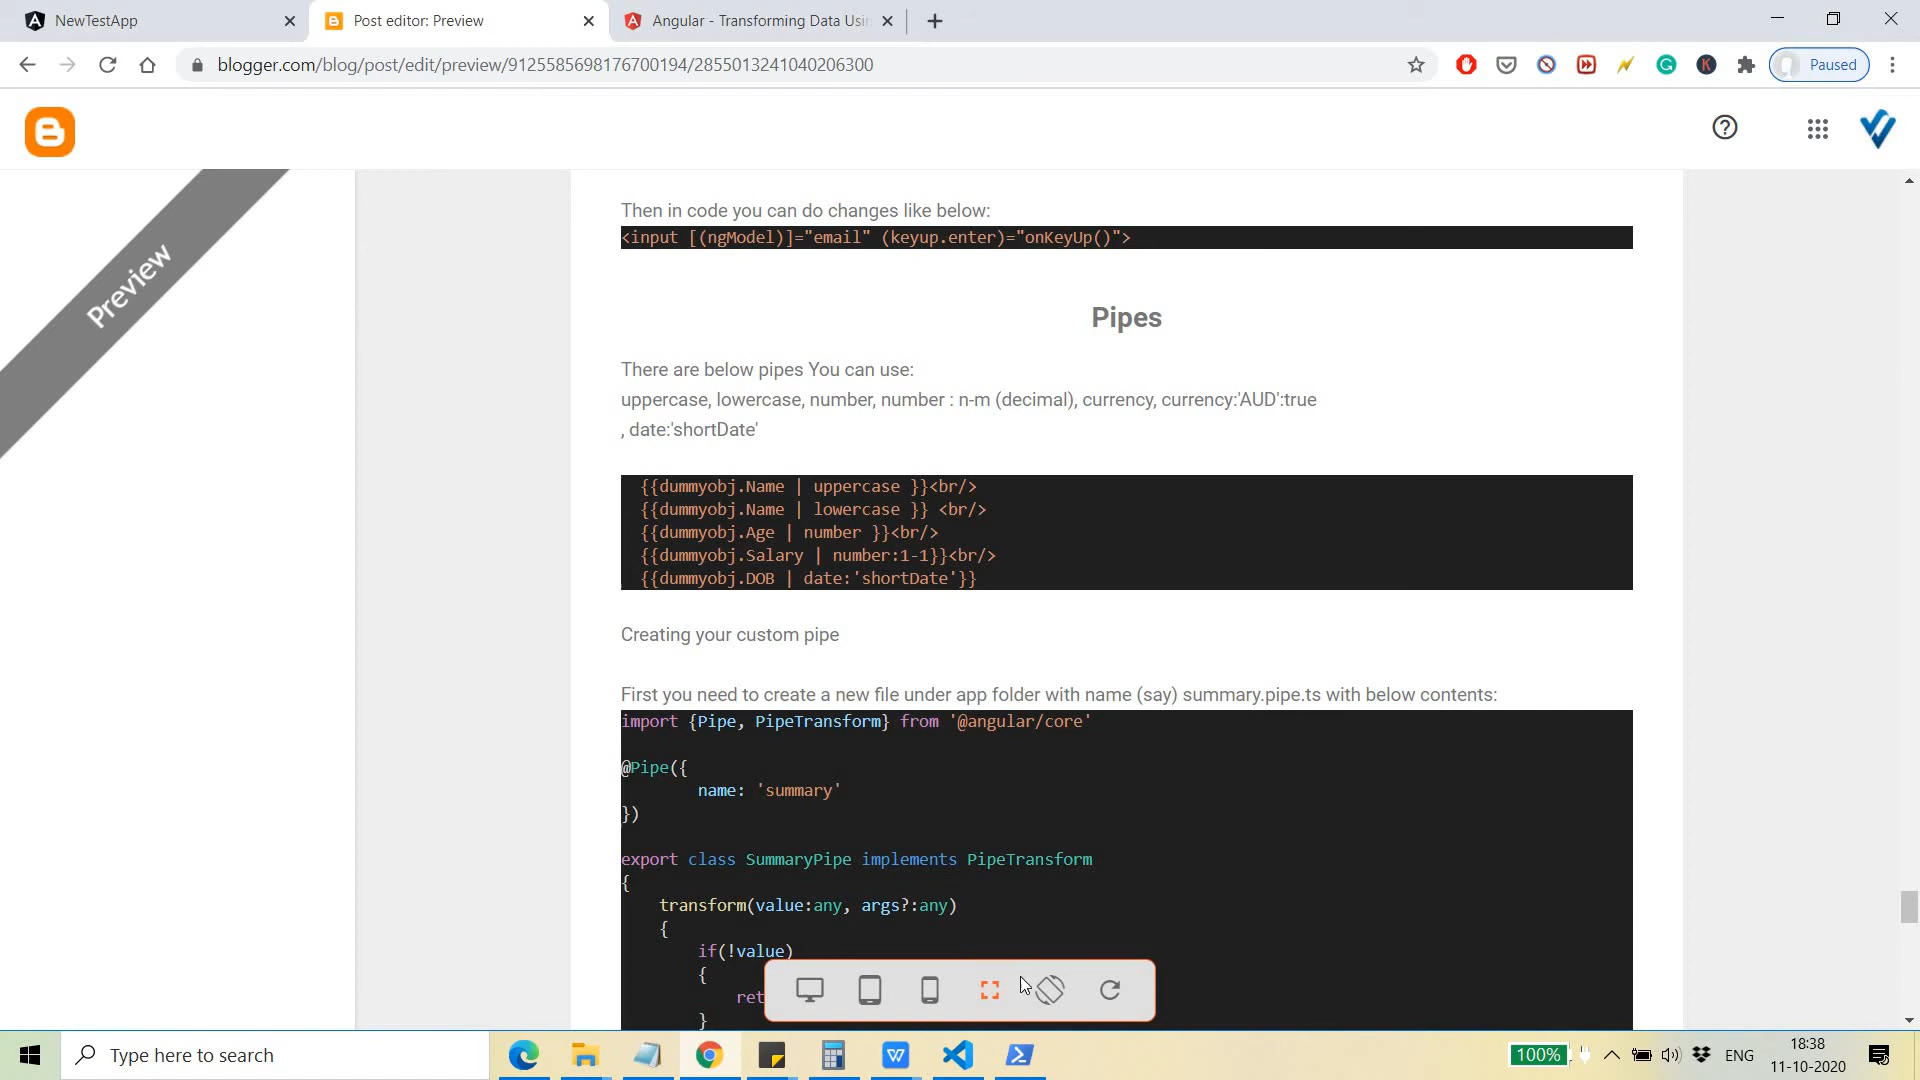 NewTestApp
Post editor: Preview
Angular - Transforming Data Usin
blogger.com/blog/post/edit/preview/9125585698176700194/2855013241040206300
Paused
Preview
Then in code you can do changes like below:
<input [(ngModel)]="email" (keyup.enter)="onKeyUp()">
Pipes
There are below pipes You can use:
uppercase, lowercase, number, number : n-m (decimal), currency, currency:'AUD':true
, date:'shortDate'
{{dummyobj.Name | uppercase }}<br/>
{{dummyobj.Name | lowercase }} <br/>
{{dummyobj.Age | number }}<br/>
{{dummyobj.Salary | number:1-1}}<br/>
{{dummyobj.DOB | date:'shortDate'}}
Creating your custom pipe
First you need to create a new file under app folder with name (say) summary.pipe.ts with below contents:
import {Pipe, PipeTransform} from '@angular/core'
@Pipe({
name: 'summary'
})
export class SummaryPipe implements PipeTransform
{
transform(value:any, args?:any)
{
if(!value)
{
ret
}
Type here to search
100%
ENG
18:38
11-10-2020